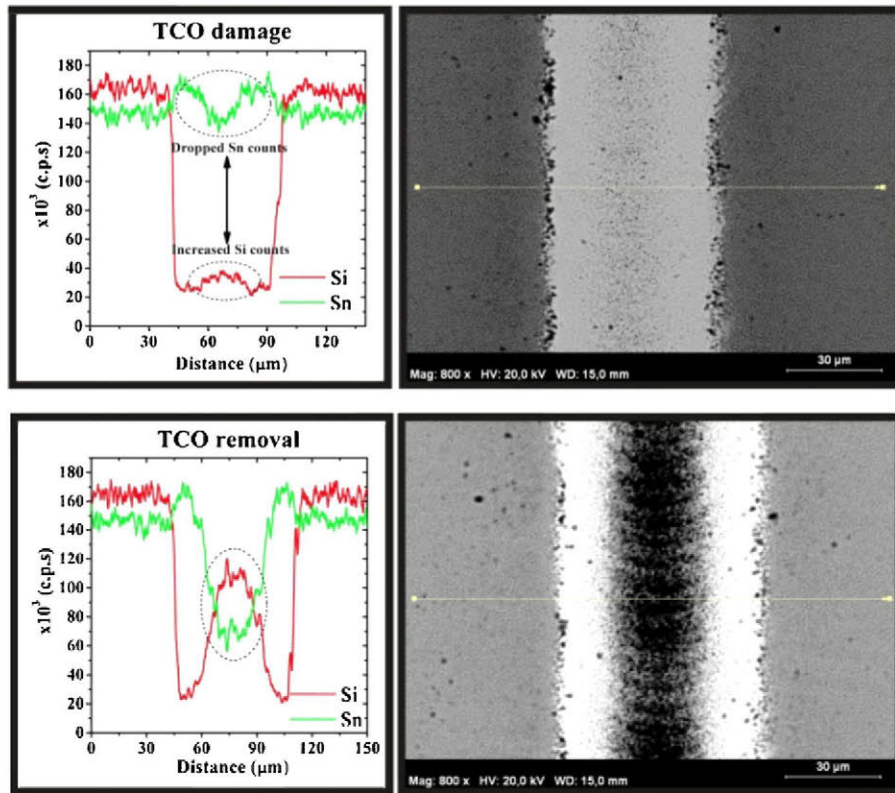 TCO damage
x10³ (c.p.s)
180
160
140
120
100
80
60
40
20
0
Dropped Sn counts
Increased Si counts
Si
Sn
0 30 60 90 120
Distance (µm)
Mag: 800 x HV: 20,0 kV WD: 15,0 mm
30 µm
TCO removal
x10³ (c.p.s)
180
160
140
120
100
80
60
40
20
0
Si
Sn
0 30 60 90 120 150
Distance (µm)
Mag: 800 x HV: 20,0 kV WD: 15,0 mm
30 µm